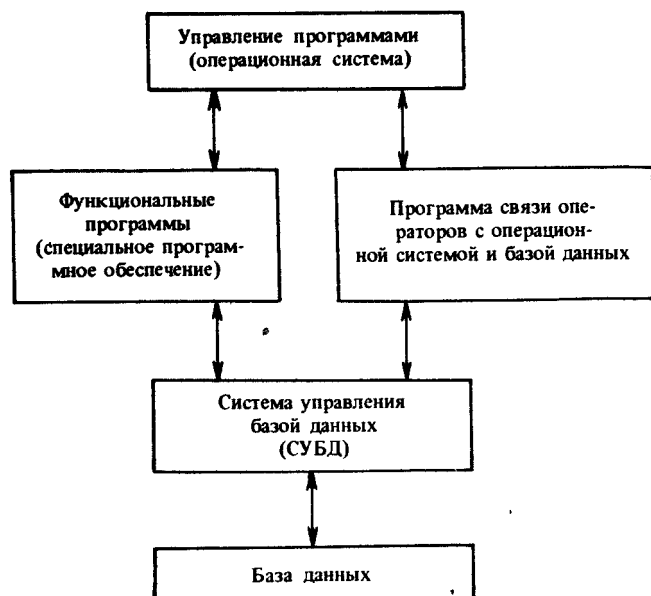 Управление программами
(операционная система)
Функциональные
программы
(специальное програм-
мное обеспечение)
Программа связи опе-
раторов с операцион-
ной системой и базой данных
Система управления
базой данных
(СУБД)
База данных